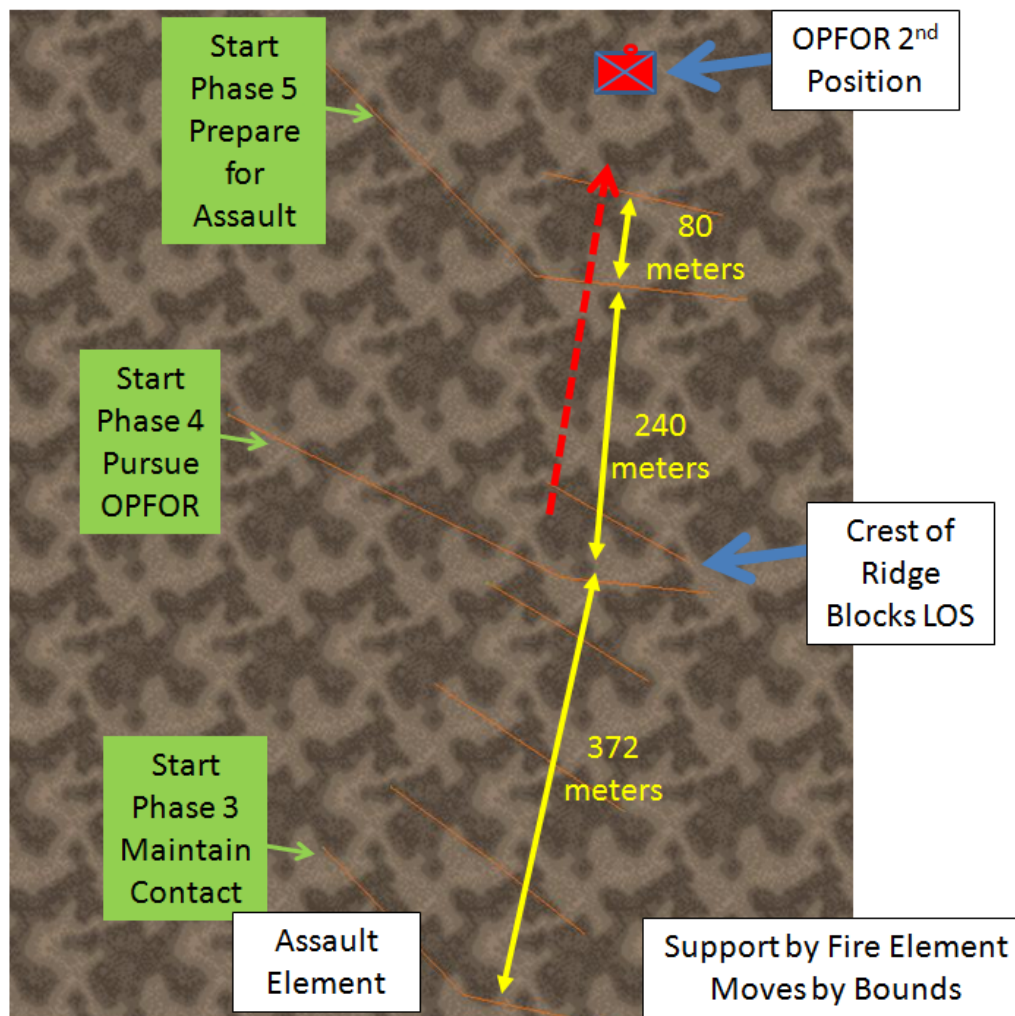 Start
Phase 5
Prepare
for
Assault
OPFOR 2nd
Position
80
meters
Start
Phase 4
Pursue
OPFOR
240
meters
Crest of
Ridge
Blocks LOS
Start
Phase 3
Maintain
Contact
372
meters
Assault
Element
Support by Fire Element
Moves by Bounds